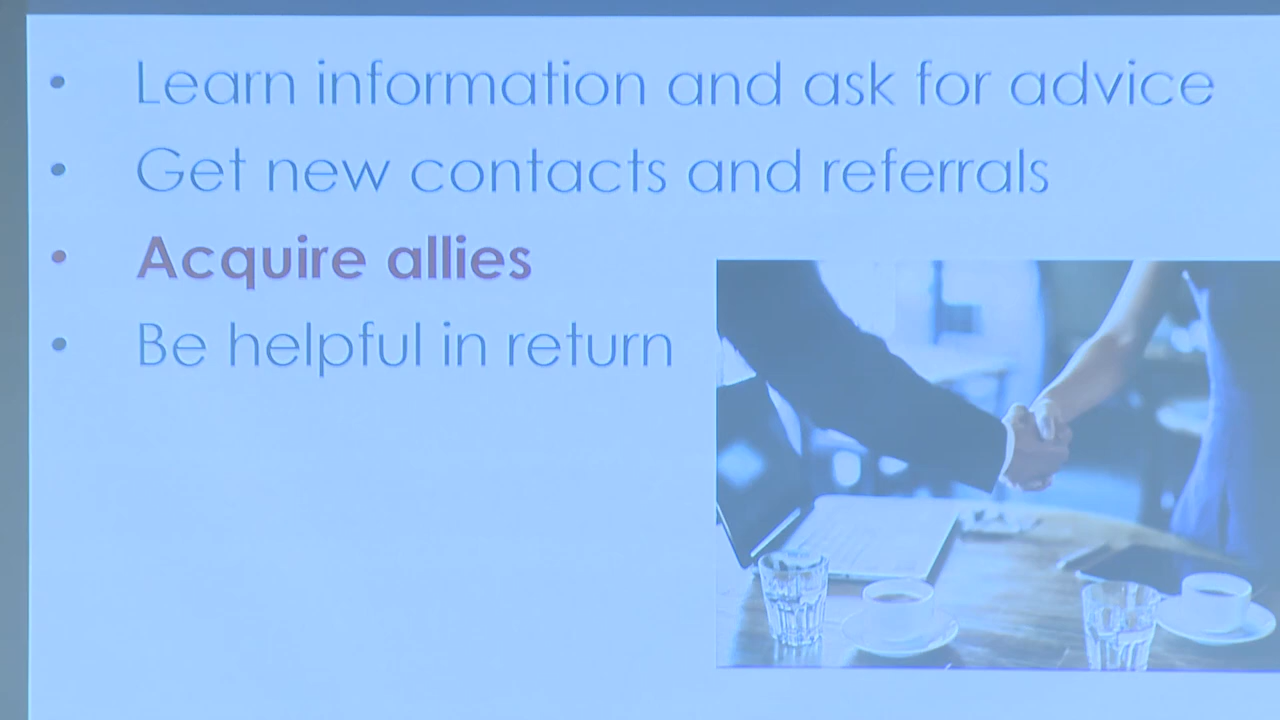 • Learn information and ask for advice
• Get new contacts and referrals
• Acquire allies
• Be helpful in return